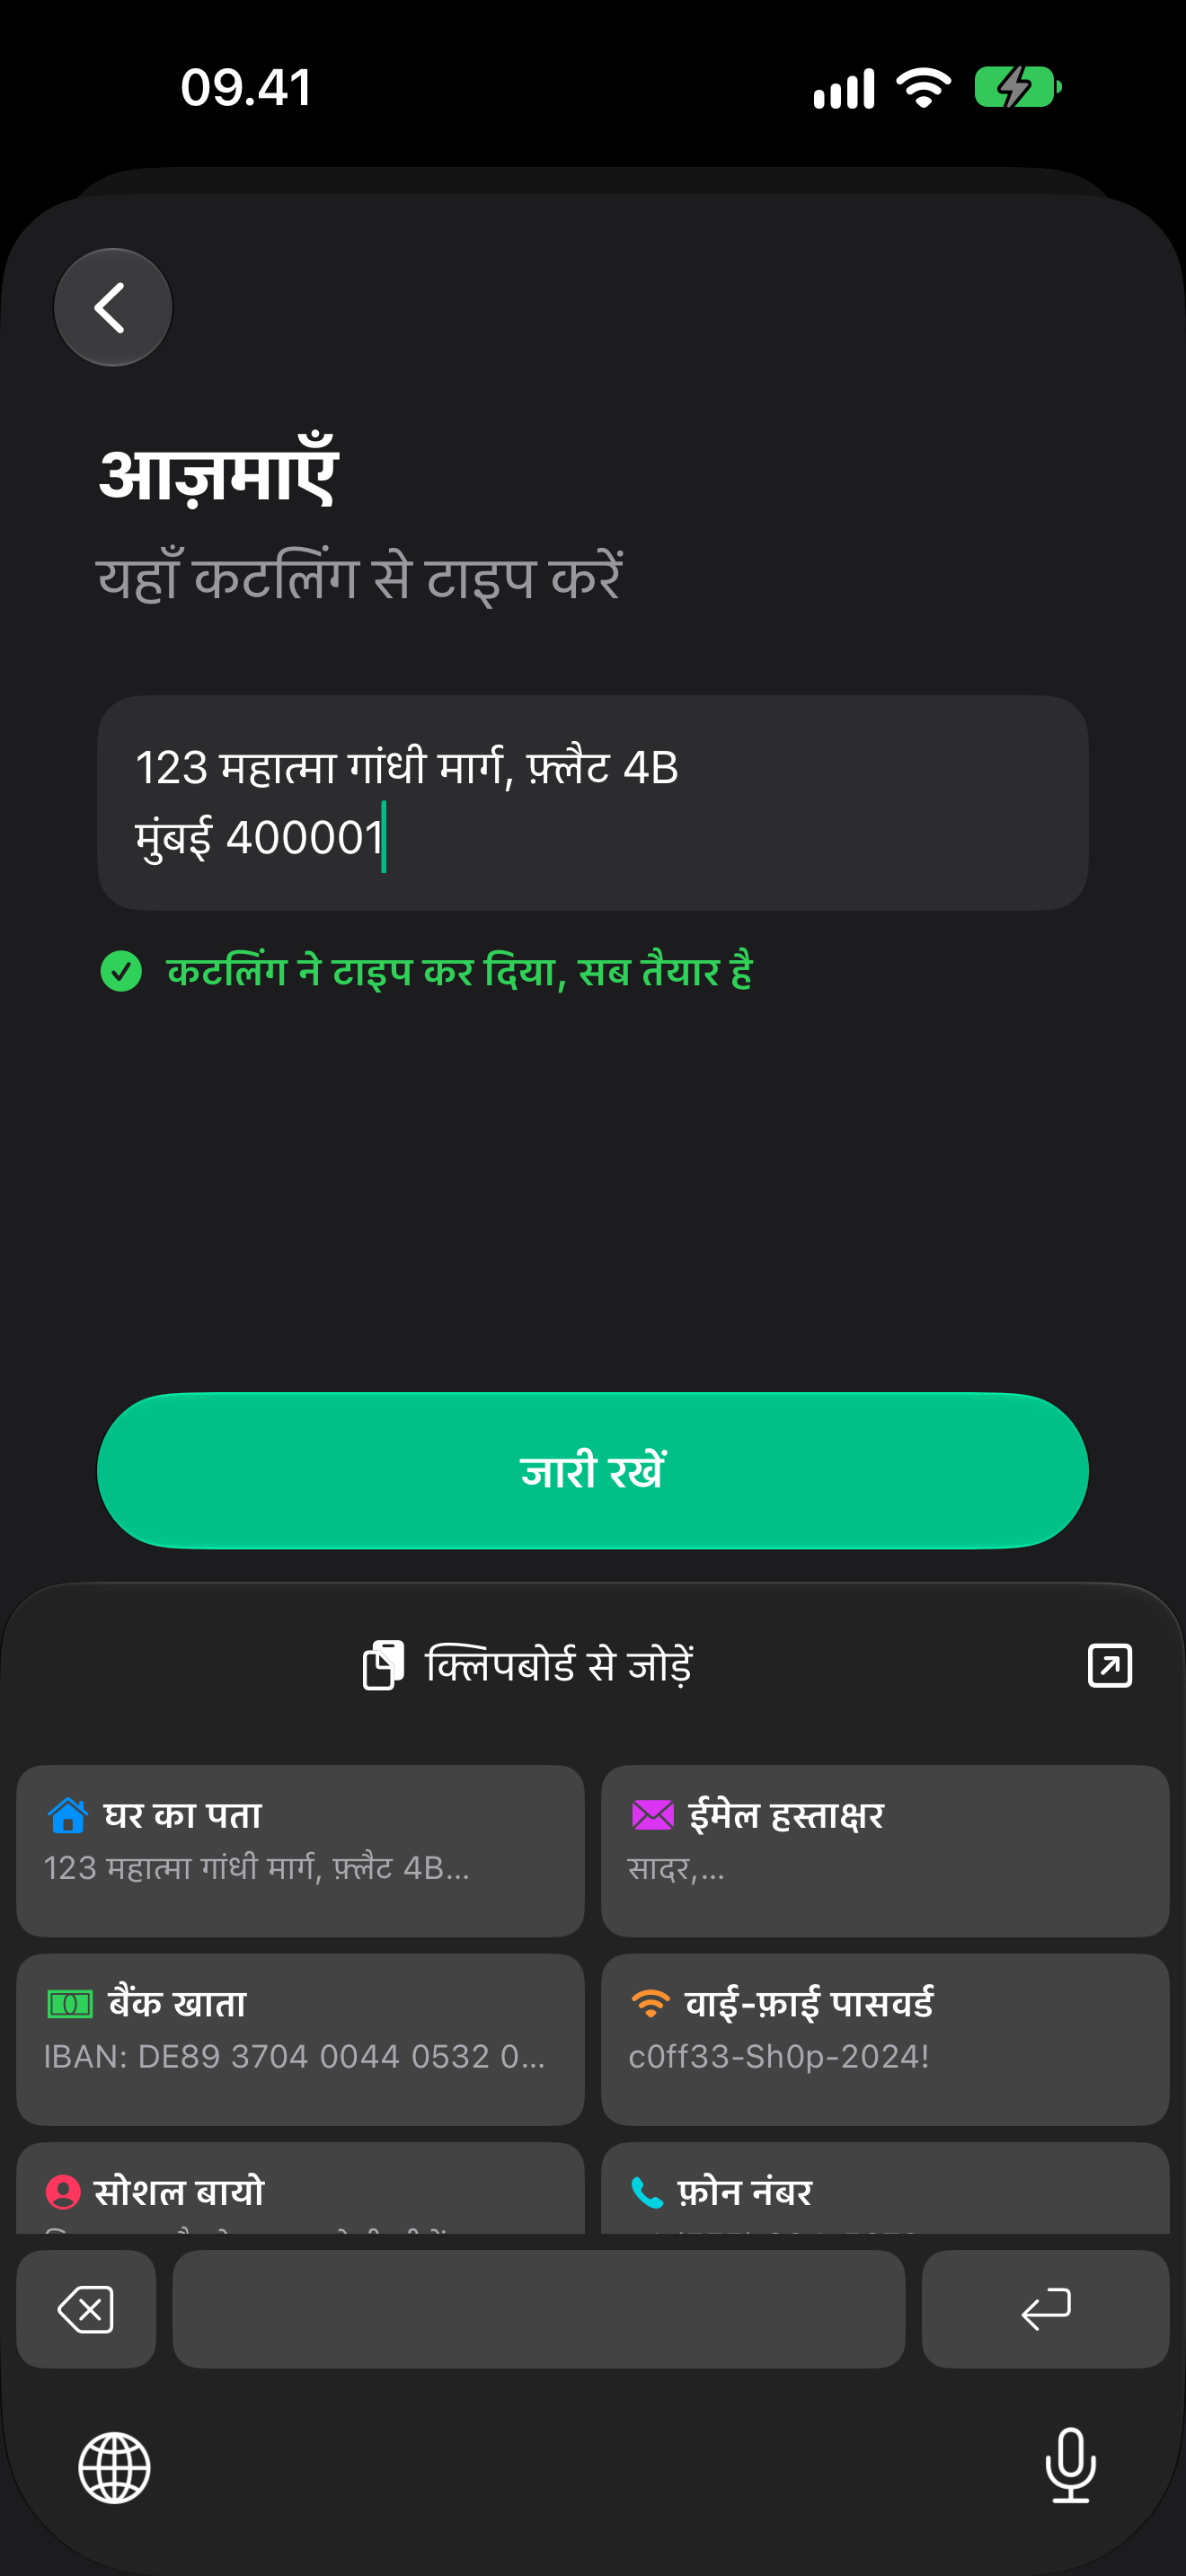 09.41
आज़माएँ
यहाँ कटलिंग से टाइप करें
123 महात्मा गांधी मार्ग, फ़्लैट 4B
मुंबई 400001
कटलिंग ने टाइप कर दिया, सब तैयार है
जारी रखें
क्लिपबोर्ड से जोड़ें
घर का पता
123 महात्मा गांधी मार्ग, फ़्लैट 4B...
ईमेल हस्ताक्षर
सादर,...
बैंक खाता
IBAN: DE89 3704 0044 0532 0...
वाई-फ़ाई पासवर्ड
c0ff33-Sh0p-2024!
सोशल बायो
फ़ोन नंबर